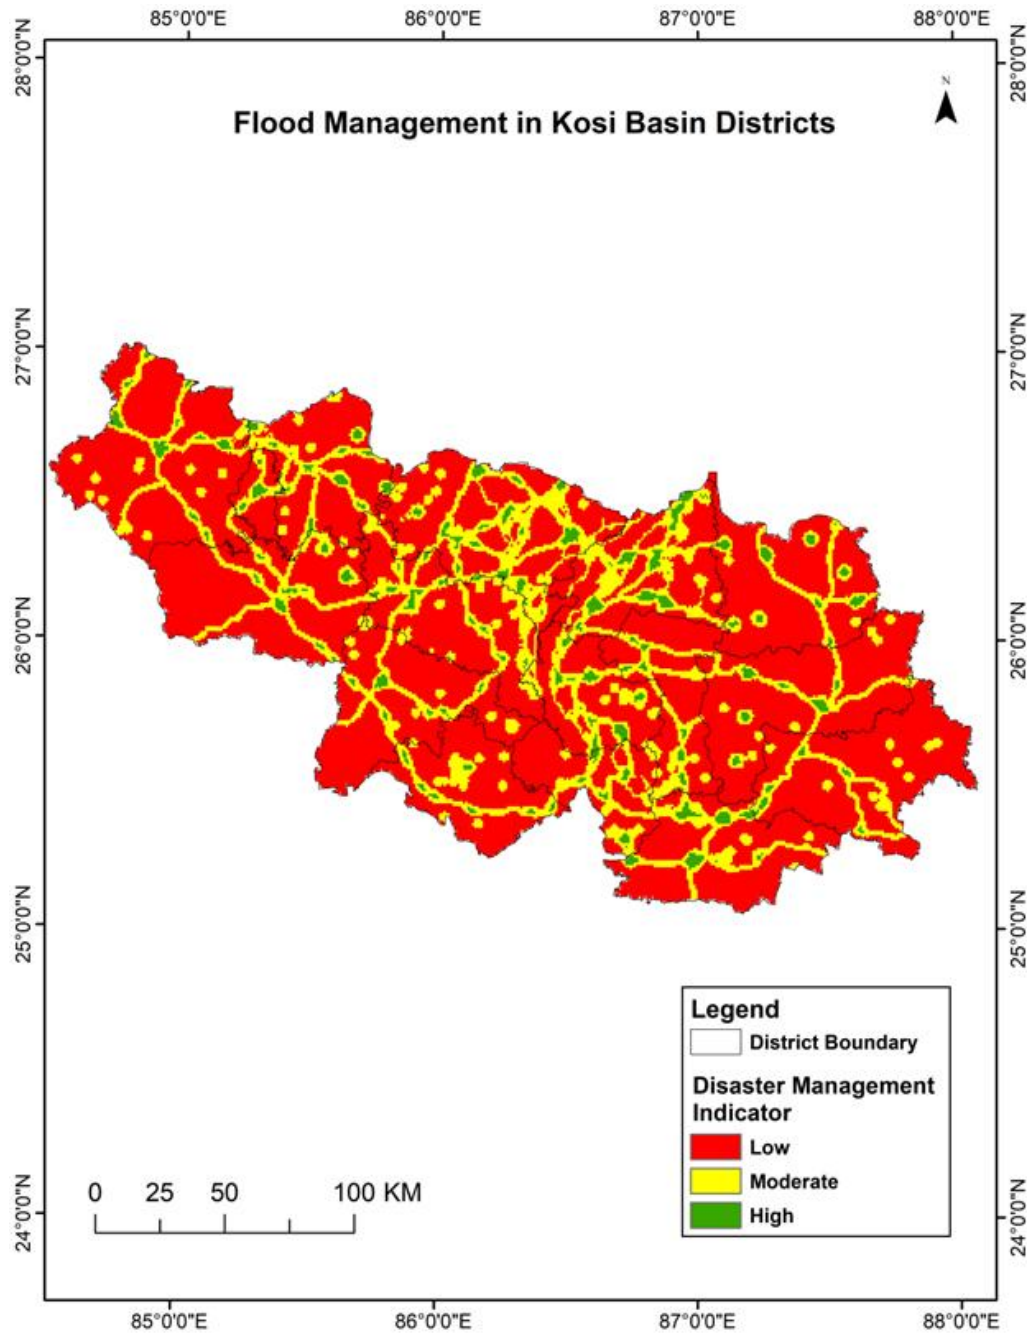 85°0'0"E 86°0'0"E 87°0'0"E 88°0'0"E
28°0'0"N
28°0'0"N
N
Flood Management in Kosi Basin Districts
27°0'0"N
27°0'0"N
26°0'0"N
26°0'0"N
25°0'0"N
25°0'0"N
Legend
District Boundary
Disaster Management
Indicator
Low
Moderate
High
0 25 50 100 KM
24°0'0"N
24°0'0"N
85°0'0"E 86°0'0"E 87°0'0"E 88°0'0"E